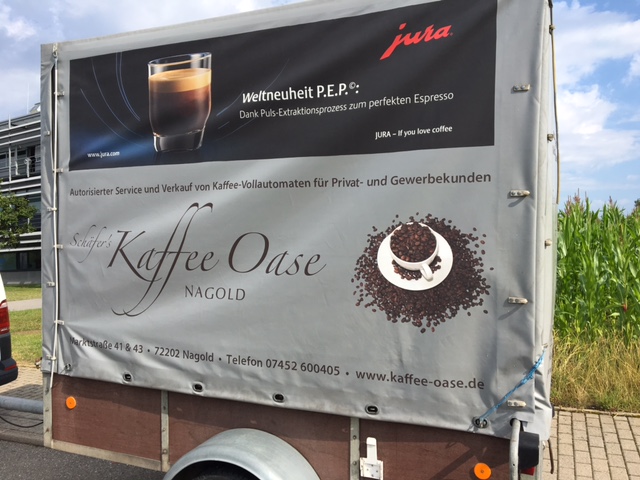 jura
Weltneuheit P.E.P.©:
Dank Puls-Extraktionsprozess zum perfekten Espresso
JURA – If you love coffee
www.jura.com
Autorisierter Service und Verkauf von Kaffee-Vollautomaten für Privat- und Gewerbekunden
Schäfer's
Kaffee Oase
NAGOLD
Marktstraße 41 & 43 • 72202 Nagold • Telefon 07452 600405 • www.kaffee-oase.de